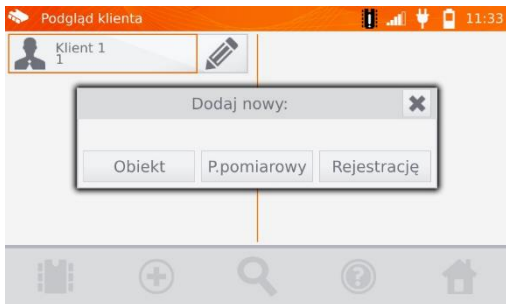 Podgląd klienta 11:33
Klient 1
1
Dodaj nowy:
Obiekt P.pomiarowy Rejestrację